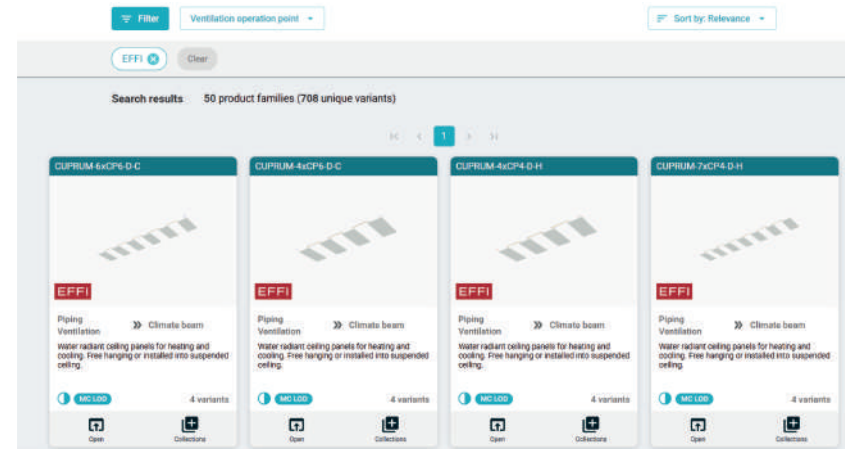 Filter
Ventilation operation point
Sort by: Relevance
EFFI
Clear
Search results 50 product families (708 unique variants)
1
CUPRUM-6xCP6-D-C
EFFI
Piping
Ventilation
Climate beam
Water radiant ceiling panels for heating and
cooling. Free hanging or installed into suspended
ceiling.
MC LOD
4 variants
Open
Collections
CUPRUM-4xCP6-D-C
EFFI
Piping
Ventilation
Climate beam
Water radiant ceiling panels for heating and
cooling. Free hanging or installed into suspended
ceiling.
MC LOD
4 variants
Open
Collections
CUPRUM-4xCP4-D-H
EFFI
Piping
Ventilation
Climate beam
Water radiant ceiling panels for heating and
cooling. Free hanging or installed into suspended
ceiling.
MC LOD
4 variants
Open
Collections
CUPRUM-7xCP4-D-H
EFFI
Piping
Ventilation
Climate beam
Water radiant ceiling panels for heating and
cooling. Free hanging or installed into suspended
ceiling.
MC LOD
4 variants
Open
Collections